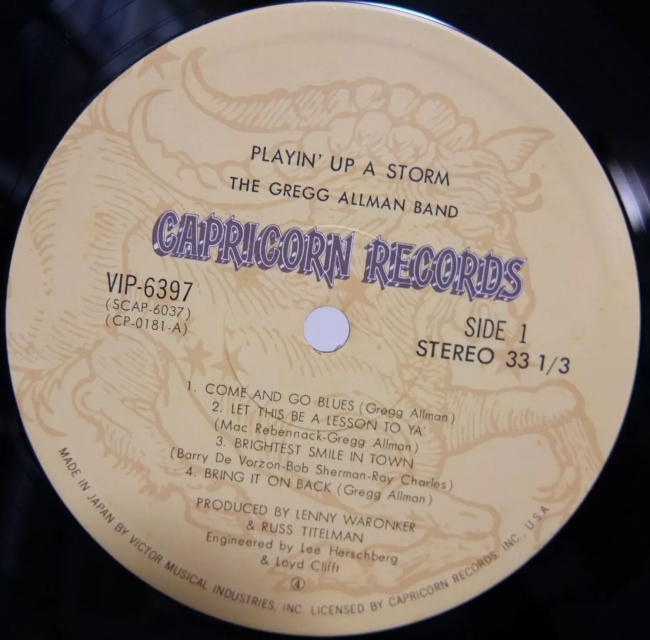 PLAYIN' UP A STORM
THE GREGG ALLMAN BAND
CAPRICORN RECORDS
VIP-6397
(SCAP-6037)
(CP-0181-A)
SIDE 1
STEREO 33 1/3
1. COME AND GO BLUES (Gregg Allman)
2. LET THIS BE A LESSON TO YA'
(Mac Rebennack-Gregg Allman)
3. BRIGHTEST SMILE IN TOWN
(Barry De Vorzon-Bob Sherman-Ray Charles)
4. BRING IT ON BACK (Gregg Allman)
PRODUCED BY LENNY WARONKER
& RUSS TITELMAN
Engineered by Lee Herschberg
& Loyd Clifft
④
MADE IN JAPAN BY VICTOR MUSICAL INDUSTRIES, INC. LICENSED BY CAPRICORN RECORDS, INC., U.S.A